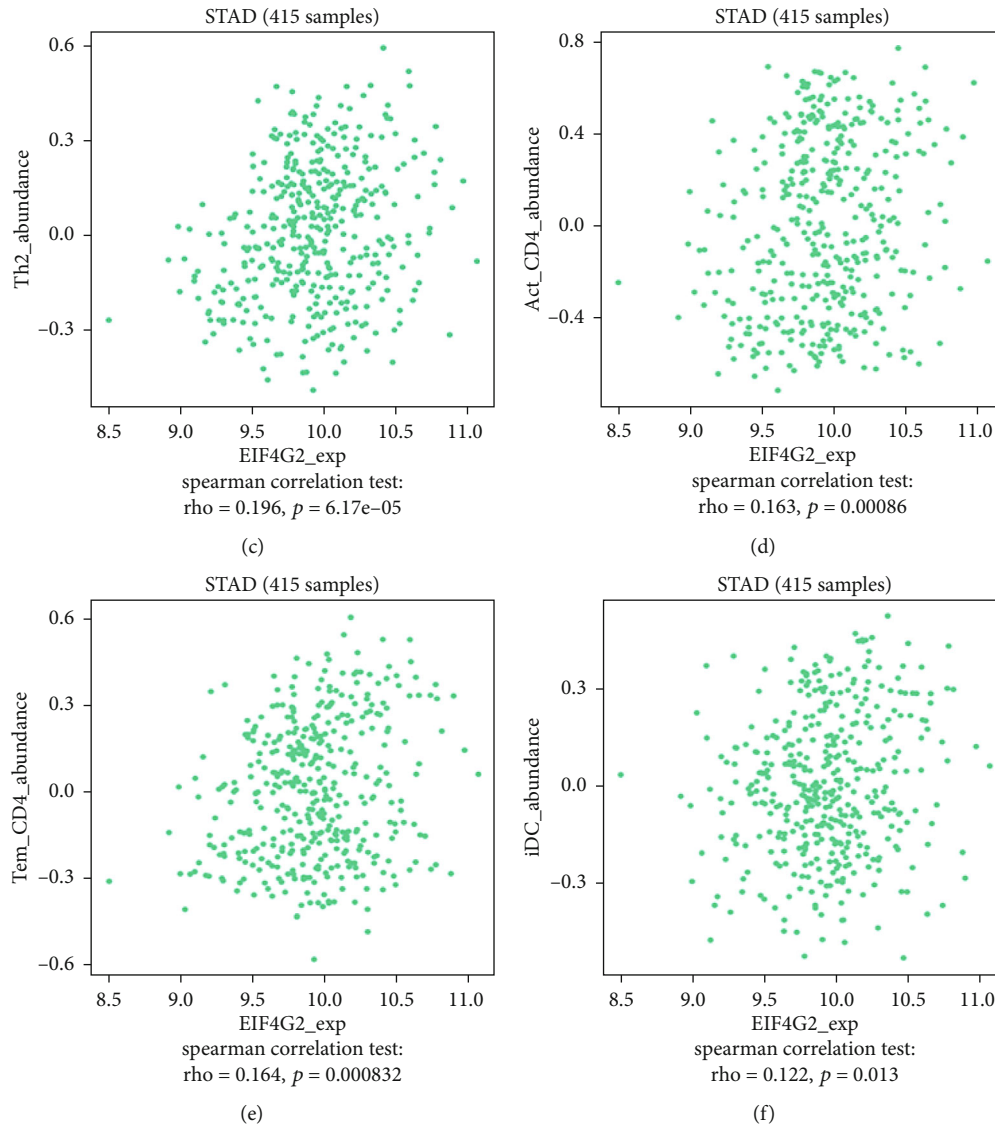 STAD (415 samples)
0.6
0.3
0.0
–0.3
Th2_abundance
8.5 9.0 9.5 10.0 10.5 11.0
EIF4G2_exp
spearman correlation test:
rho = 0.196, p = 6.17e–05
(c)
STAD (415 samples)
0.8
0.4
0.0
–0.4
Act_CD4_abundance
8.5 9.0 9.5 10.0 10.5 11.0
EIF4G2_exp
spearman correlation test:
rho = 0.163, p = 0.00086
(d)
STAD (415 samples)
0.6
0.3
0.0
–0.3
–0.6
Tem_CD4_abundance
8.5 9.0 9.5 10.0 10.5 11.0
EIF4G2_exp
spearman correlation test:
rho = 0.164, p = 0.000832
(e)
STAD (415 samples)
0.3
0.0
–0.3
iDC_abundance
8.5 9.0 9.5 10.0 10.5 11.0
EIF4G2_exp
spearman correlation test:
rho = 0.122, p = 0.013
(f)